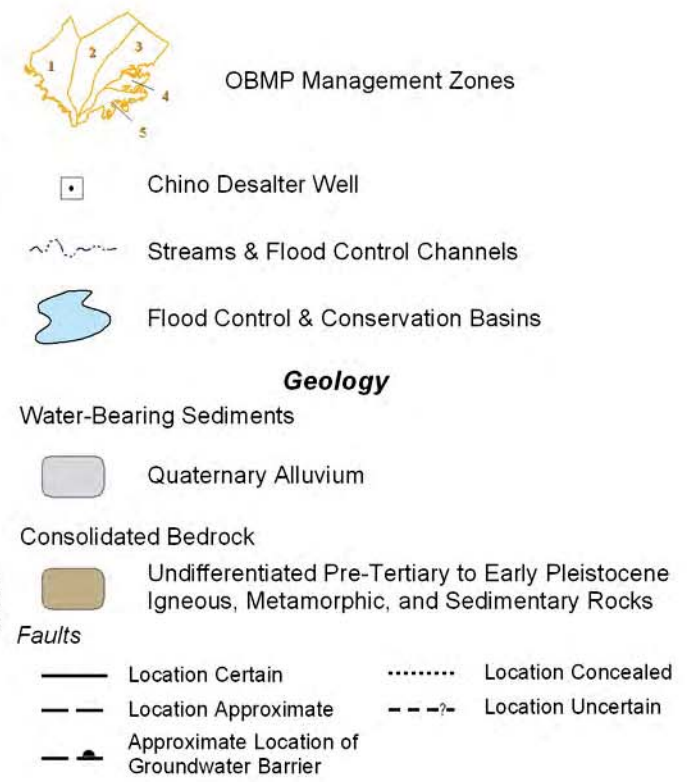 1
2
3
4
5
OBMP Management Zones
Chino Desalter Well
Streams & Flood Control Channels
Flood Control & Conservation Basins
Geology
Water-Bearing Sediments
Quaternary Alluvium
Consolidated Bedrock
Undifferentiated Pre-Tertiary to Early Pleistocene
Igneous, Metamorphic, and Sedimentary Rocks
Faults
Location Certain
Location Concealed
Location Approximate
?
Location Uncertain
Approximate Location of
Groundwater Barrier